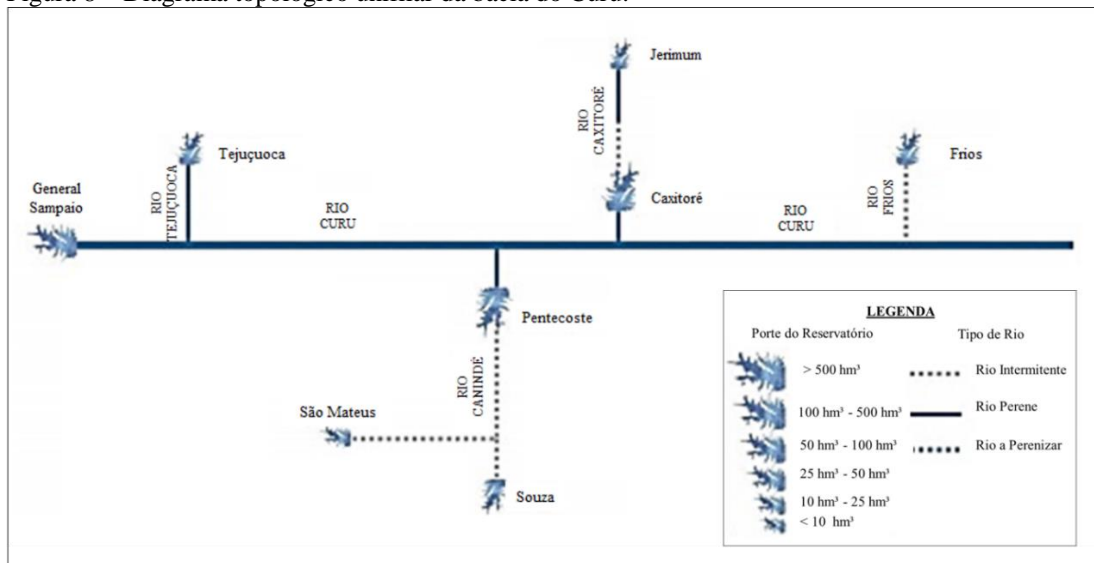 Figura 6 – Diagrama topológico unifilar da bacia do Curu.
Jerimum
RIO
CAXITORÉ
Tejuçuoca
Frios
General
Sampaio
RIO
TEJUÇUOCA
Caxitoré
RIO
FRIOS
RIO
CURU
RIO
CURU
Pentecoste
RIO
CANINDÉ
São Mateus
Souza
LEGENDA
Porte do Reservatório
Tipo de Rio
> 500 hm³
Rio Intermitente
100 hm³ - 500 hm³
Rio Perene
50 hm³ - 100 hm³
Rio a Perenizar
25 hm³ - 50 hm³
10 hm³ - 25 hm³
< 10 hm³